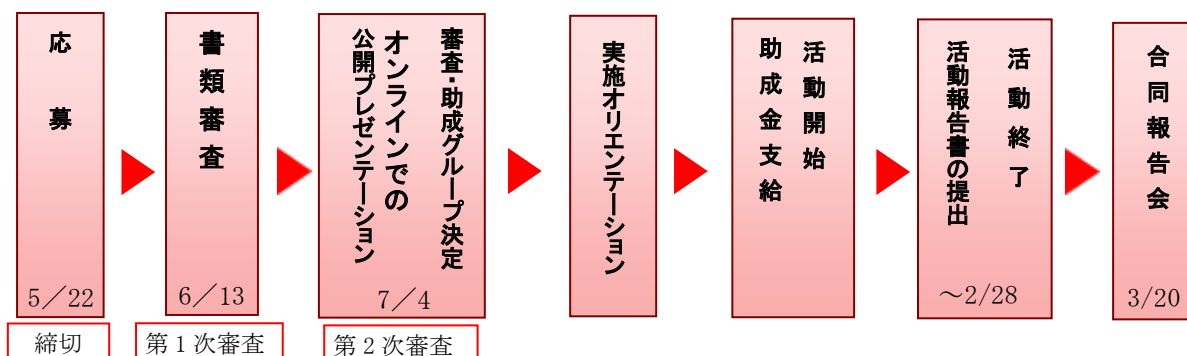 応募
5／22
締切
書類審査
6／13
第1次審査
審査・助成グループ決定
オンラインでの
公開プレゼンテーション
7／4
第2次審査
実施オリエンテーション
活動開始
助成金支給
活動終了
活動報告書の提出
～2/28
合同報告会
3/20